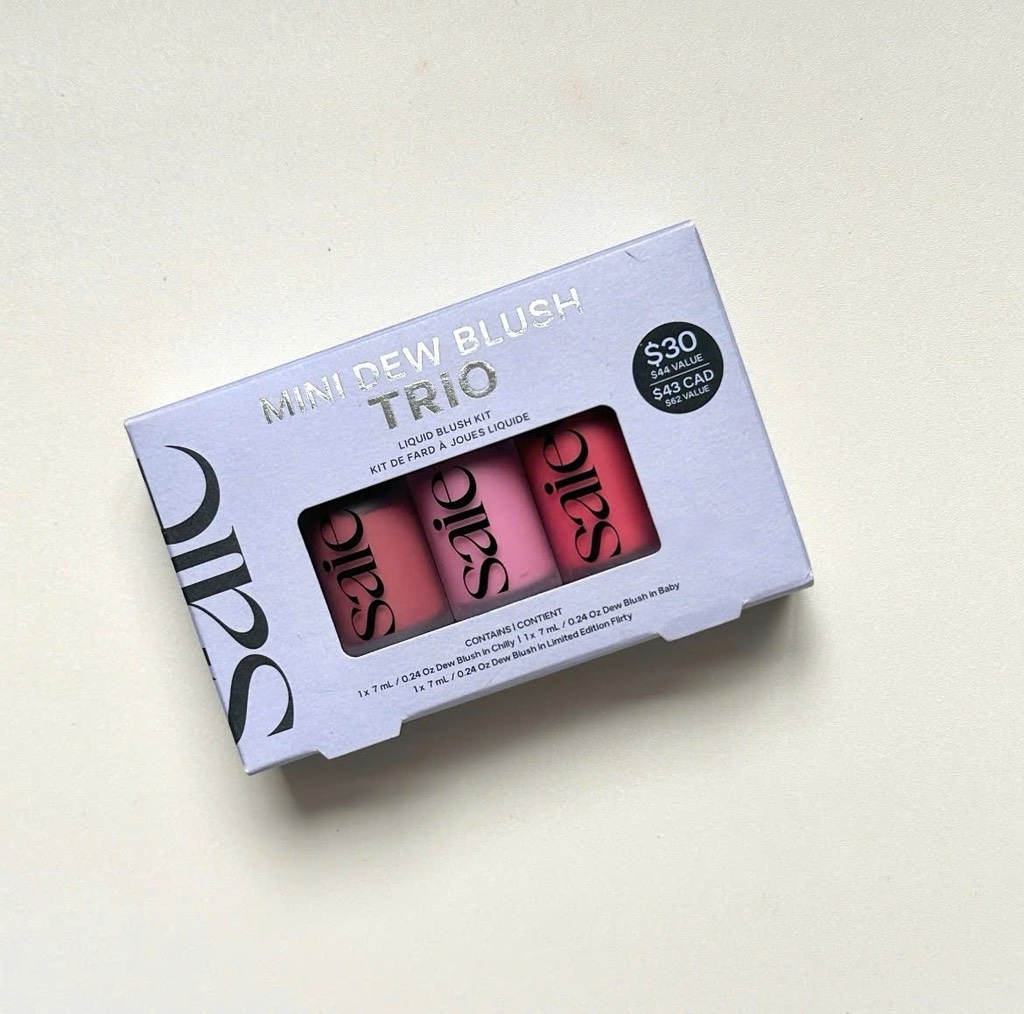 MINI DEW BLUSH
TRIO
LIQUID BLUSH KIT
KIT DE FARD À JOUES LIQUIDE
$30
$44 VALUE
$43 CAD
$62 VALUE
saie
saie
saie
saie
CONTAINS | CONTIENT
1 x 7 mL / 0.24 Oz Dew Blush in Chilly | 1 x 7 mL / 0.24 Oz Dew Blush in Baby
1 x 7 mL / 0.24 Oz Dew Blush in Limited Edition Flirty